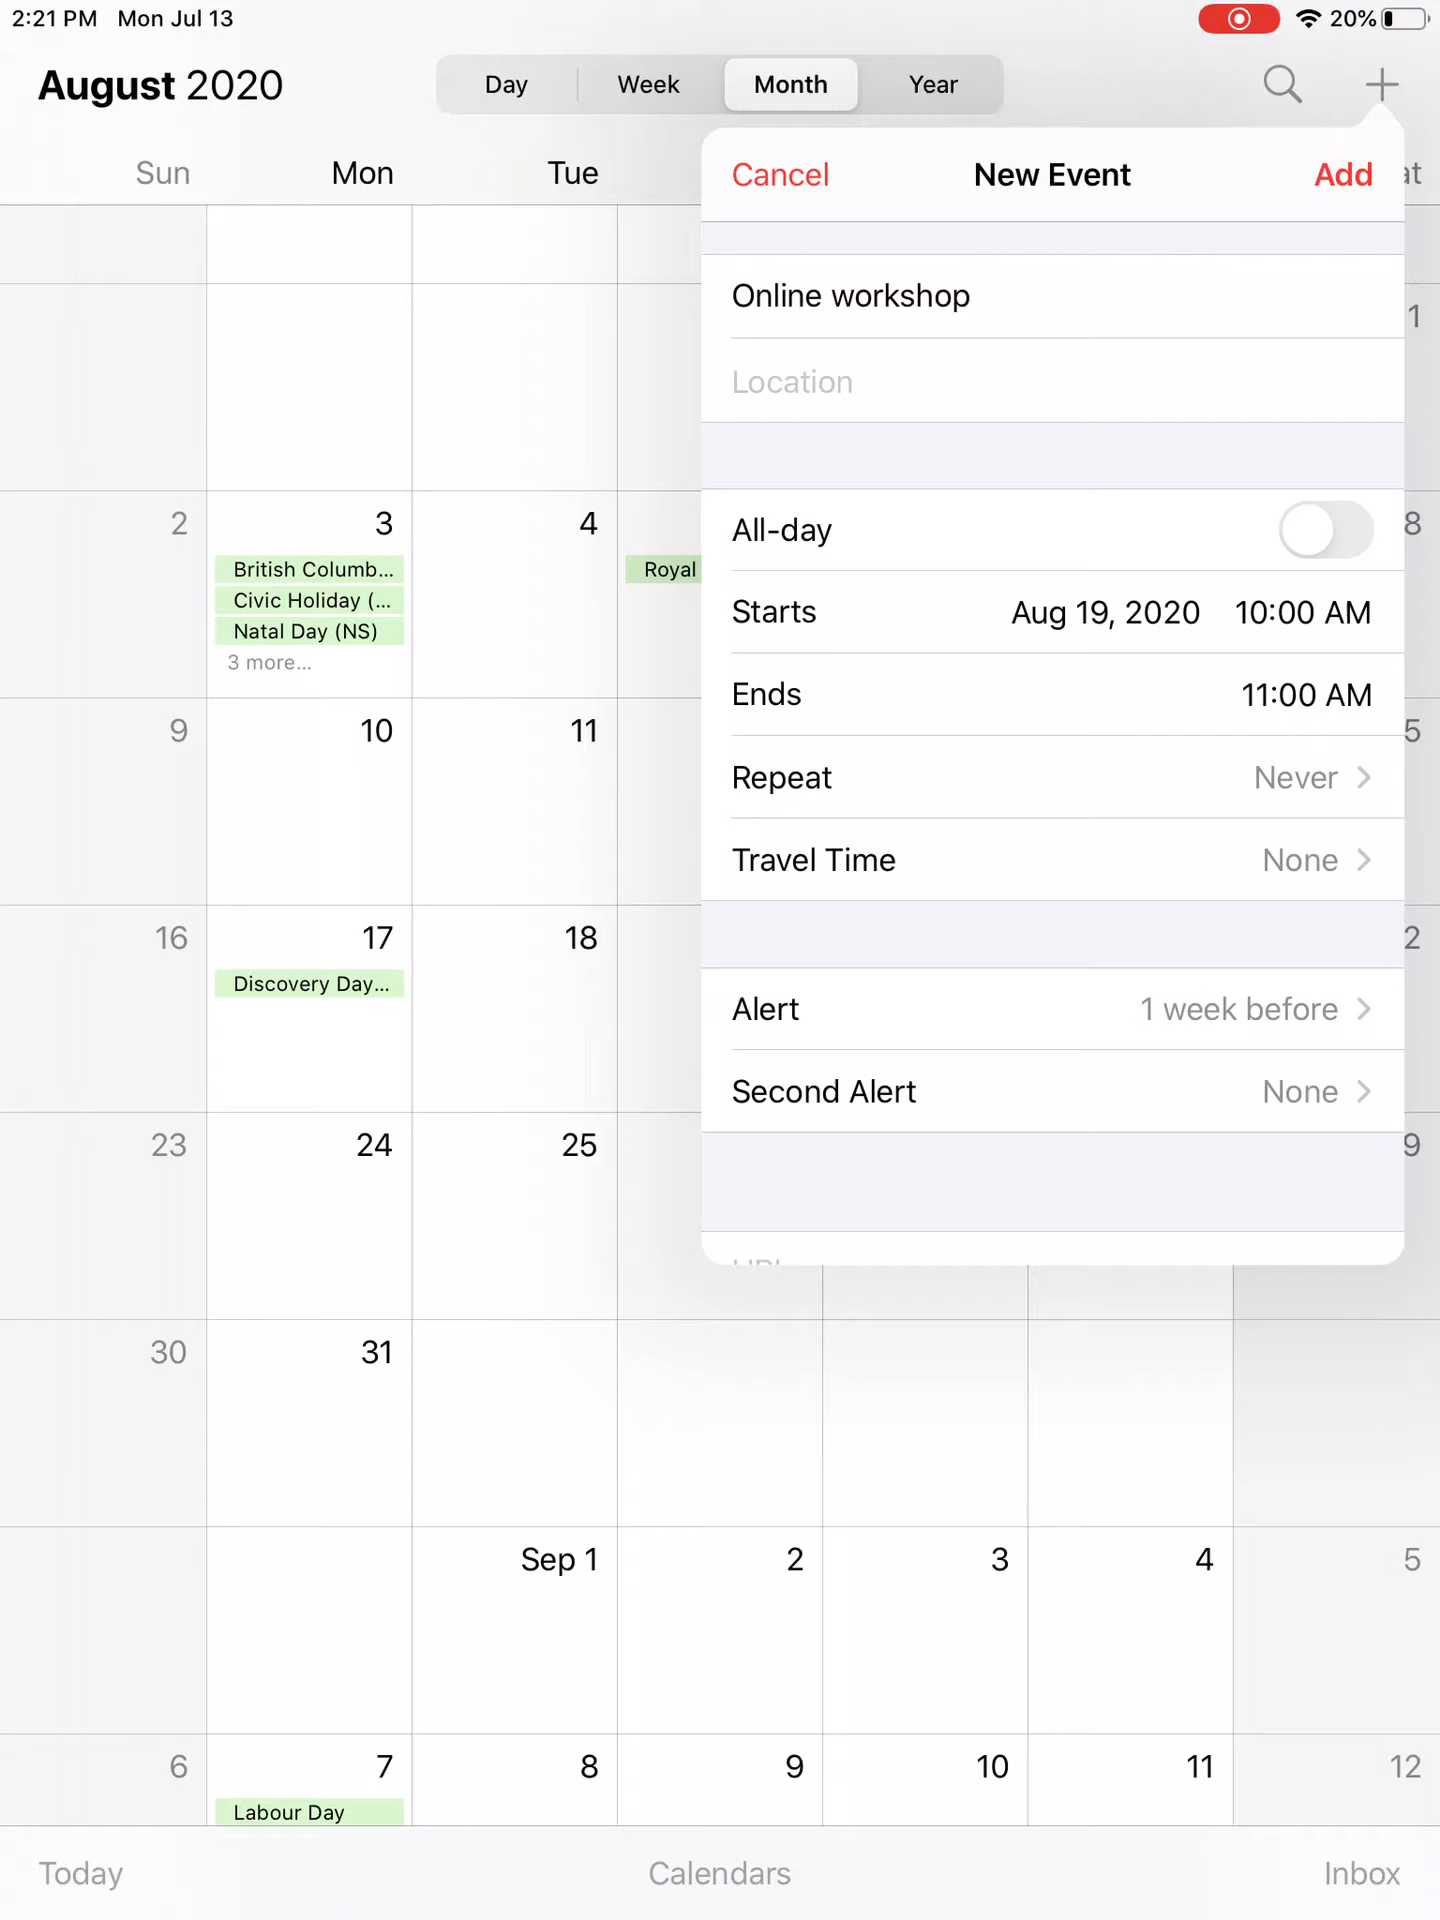 2:21 PM Mon Jul 13
20%
August 2020
Day Week Month Year
Sun Mon Tue
at
Cancel New Event Add
Online workshop
Location
All-day
Starts Aug 19, 2020 10:00 AM
Ends 11:00 AM
Repeat Never
Travel Time None
Alert 1 week before
Second Alert None
1
2 3 4 8
British Columb...
Civic Holiday (...
Natal Day (NS)
3 more...
Royal
9 10 11 5
16 17 18 2
Discovery Day...
23 24 25 9
30 31
Sep 1 2 3 4 5
6 7 8 9 10 11 12
Labour Day
Today Calendars Inbox